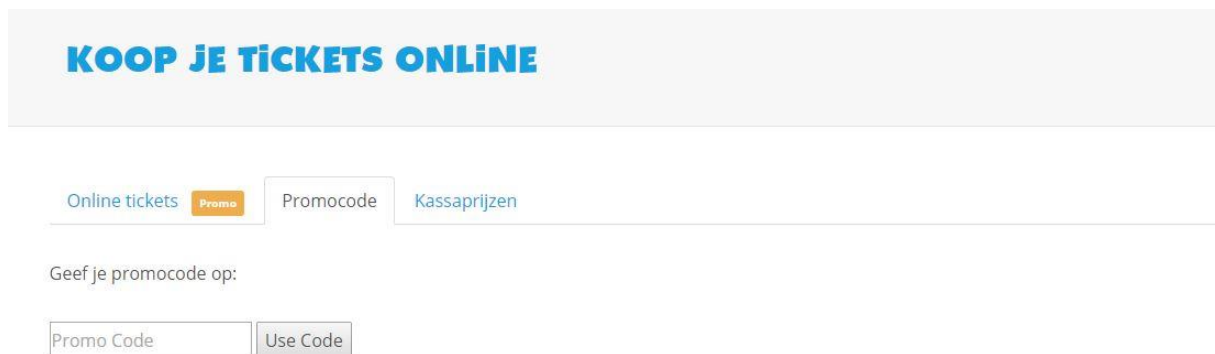 KOOP JE TiCKETS ONLiNE
Online tickets Promo Promocode Kassaprijzen
Geef je promocode op:
Promo Code Use Code